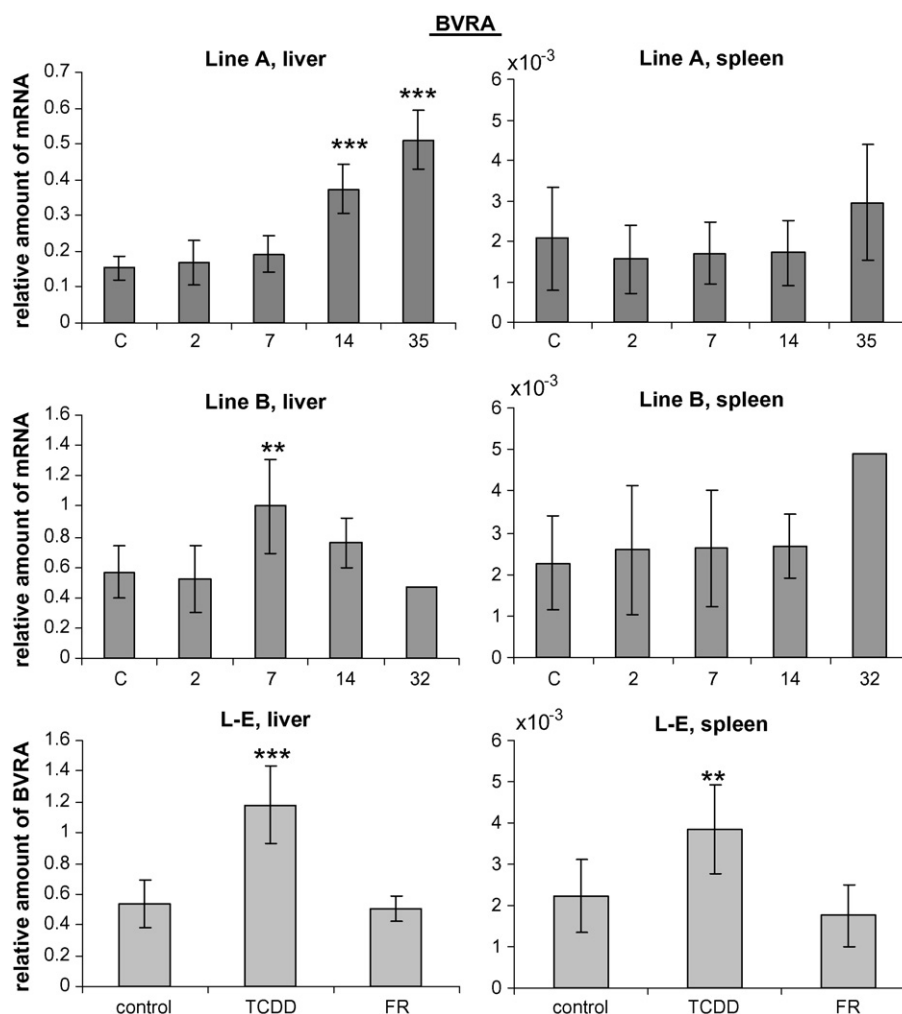 BVRA
Line A, liver
relative amount of mRNA
0.7
0.6
0.5
0.4
0.3
0.2
0.1
0
***
***
C 2 7 14 35
Line A, spleen
x10-3
6
5
4
3
2
1
0
C 2 7 14 35
Line B, liver
relative amount of mRNA
1.6
1.4
1.2
1
0.8
0.6
0.4
0.2
0
**
C 2 7 14 32
Line B, spleen
x10-3
6
5
4
3
2
1
0
C 2 7 14 32
L-E, liver
relative amount of BVRA
1.6
1.4
1.2
1
0.8
0.6
0.4
0.2
0
***
control TCDD FR
L-E, spleen
x10-3
6
5
4
3
2
1
0
**
control TCDD FR